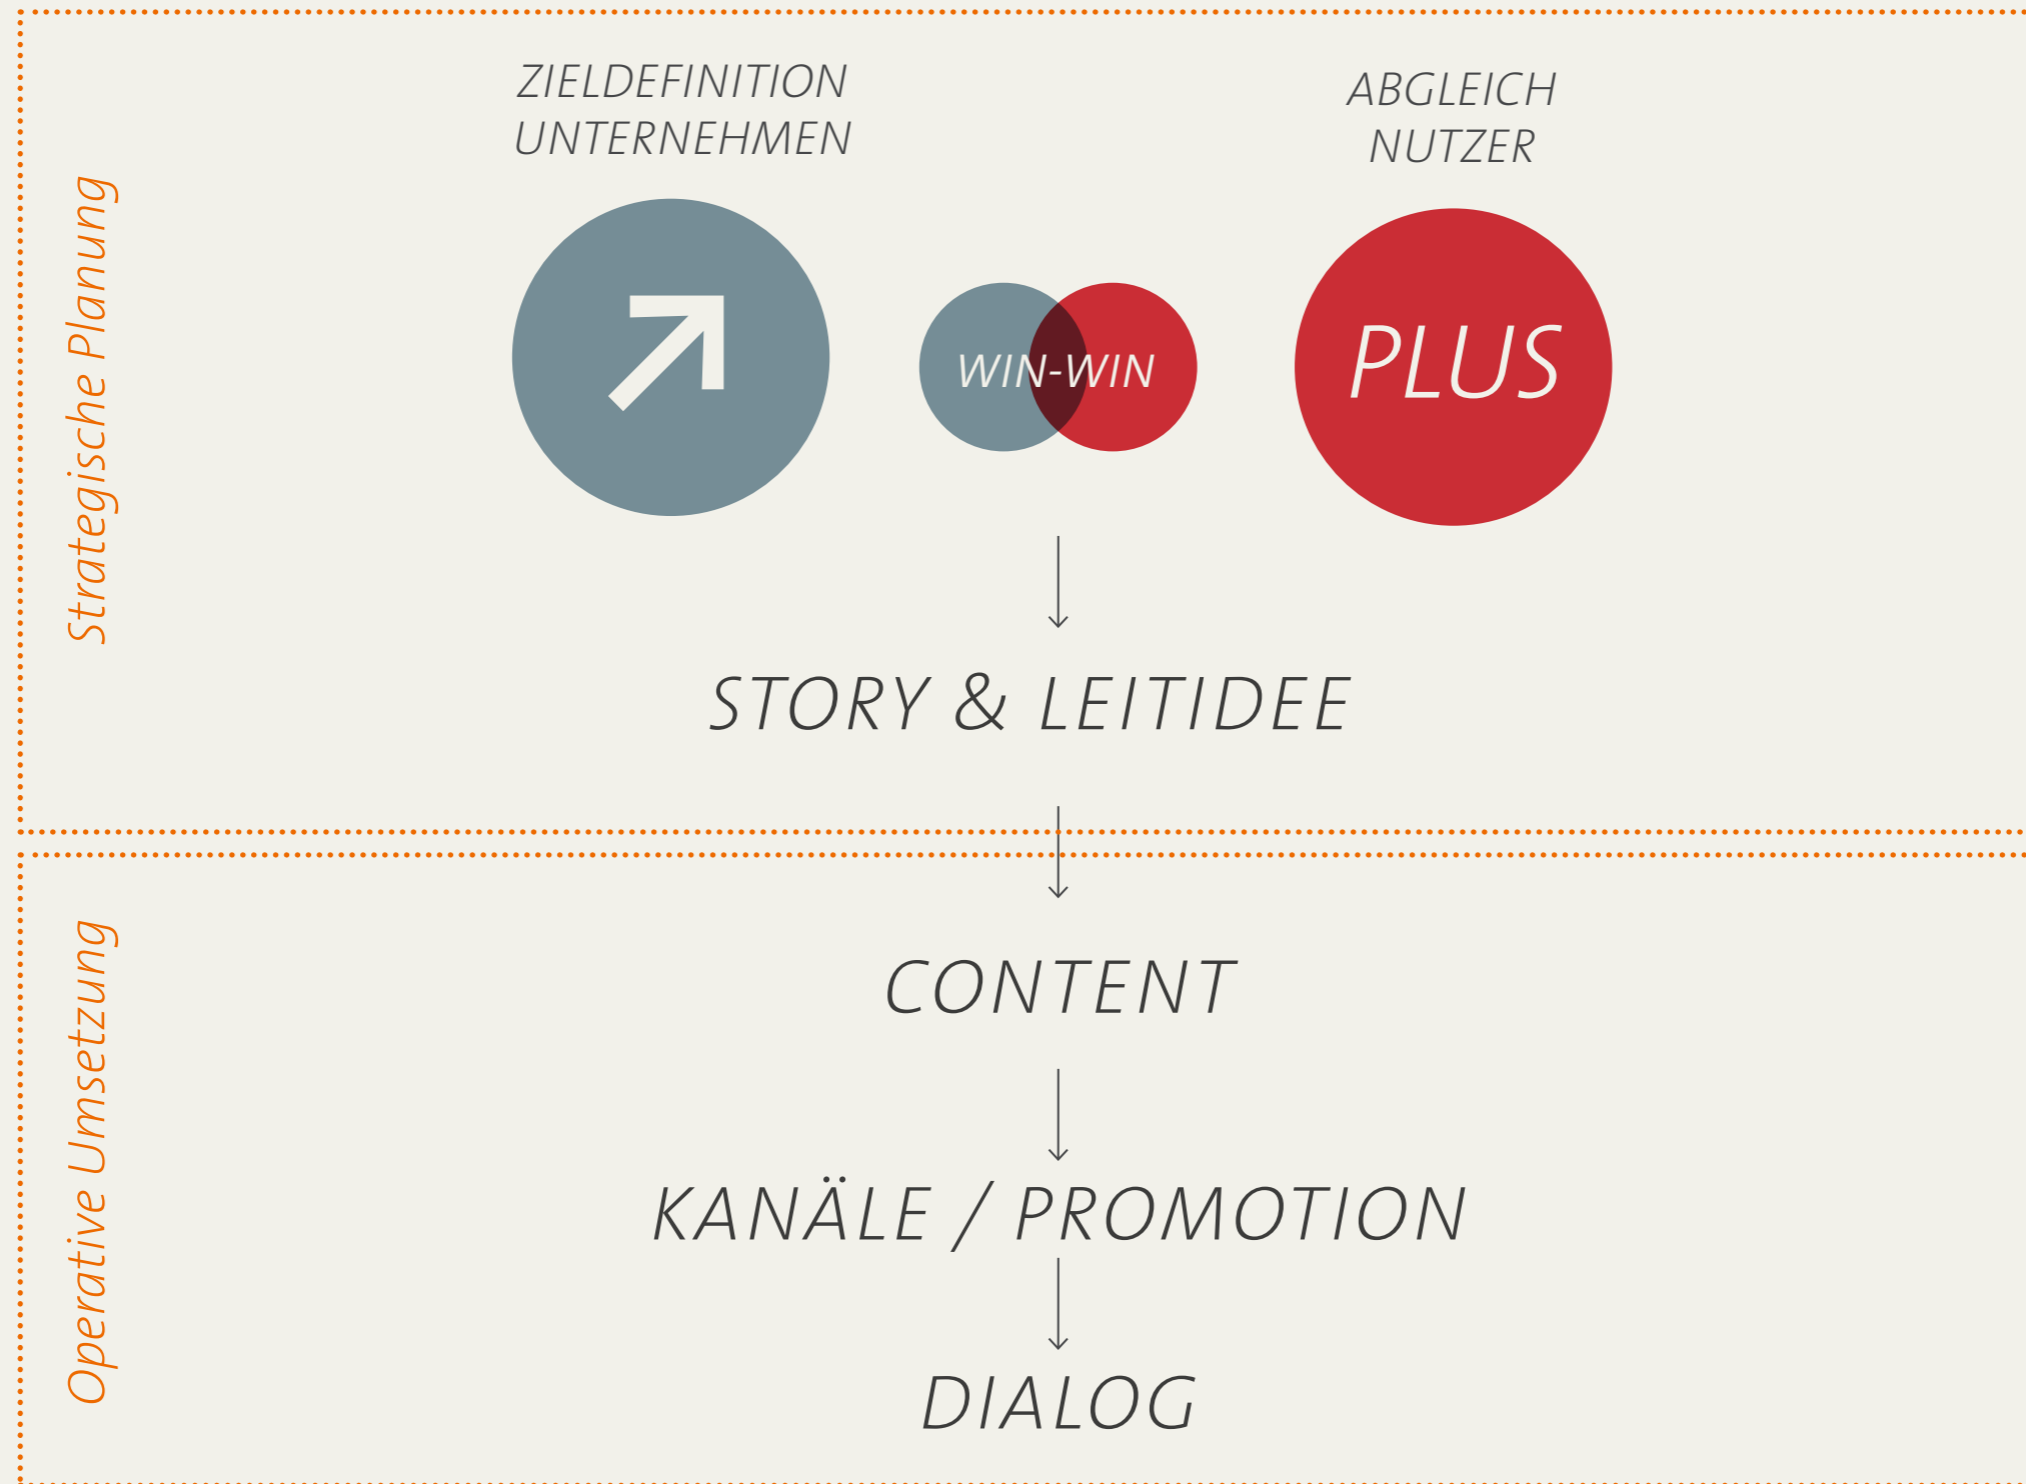 Strategische Planung
ZIELDEFINITION
UNTERNEHMEN
ABGLEICH
NUTZER
WIN-WIN
PLUS
STORY & LEITIDEE
Operative Umsetzung
CONTENT
KANÄLE / PROMOTION
DIALOG